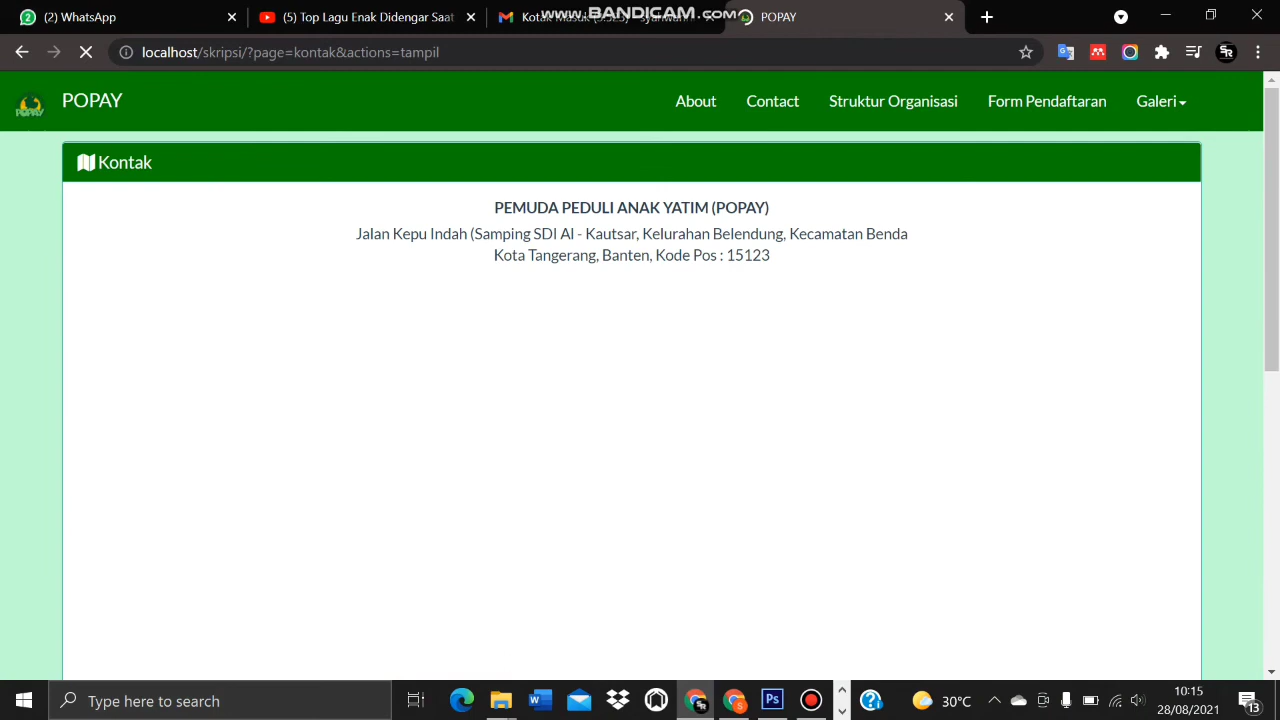 (2) WhatsApp
(5) Top Lagu Enak Didengar Saat
www.BANDICAM.com
POPAY
localhost/skripsi/?page=kontak&actions=tampil
POPAY
POPAY
About
Contact
Struktur Organisasi
Form Pendaftaran
Galeri
Kontak
PEMUDA PEDULI ANAK YATIM (POPAY)
Jalan Kepu Indah (Samping SDI Al - Kautsar, Kelurahan Belendung, Kecamatan Benda
Kota Tangerang, Banten, Kode Pos : 15123
Type here to search
30°C
10:15
28/08/2021
13